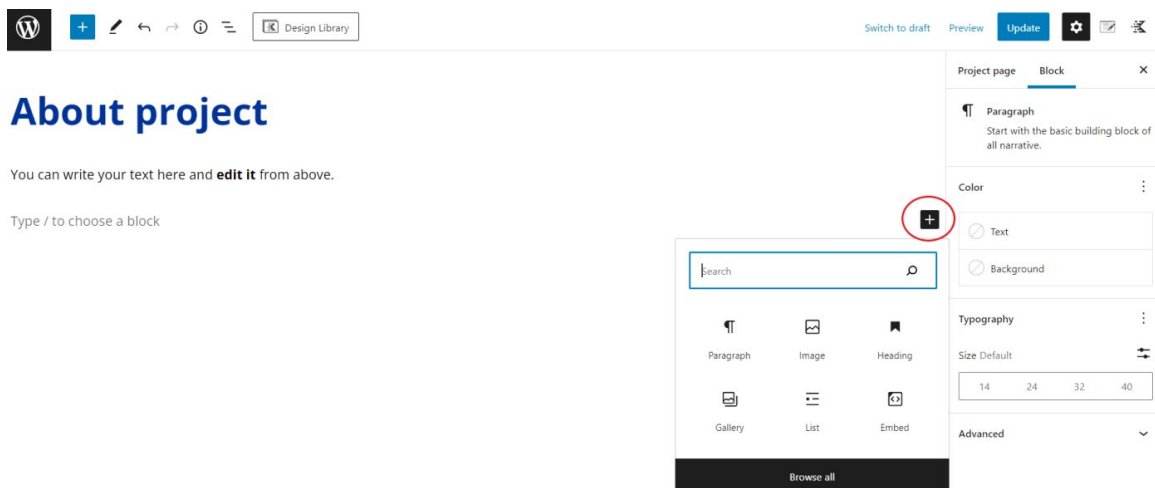 Design Library
Switch to draft
Preview
Update
About project
You can write your text here and edit it from above.
Type / to choose a block
Search
Paragraph
Image
Heading
Gallery
List
Embed
Browse all
Project page
Block
Paragraph
Start with the basic building block of
all narrative.
Color
Text
Background
Typography
Size Default
14 24 32 40
Advanced